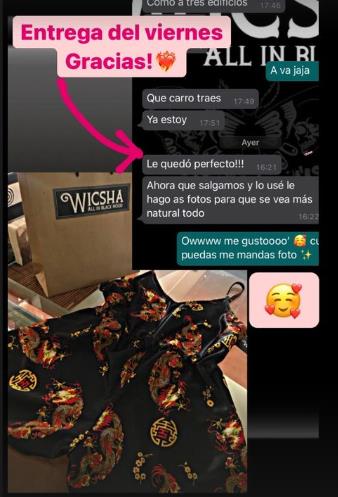 Como a tres edificios 17:46
Entrega del viernes
Gracias!
ALL IN BL
A va jaja
Que carro traes 17:49
Ya estoy 17:51
Ayer
Le quedó perfecto!!! 16:21
Ahora que salgamos y lo usé le
hago as fotos para que se vea más
natural todo 16:22
WICSHA
ALL IN BLACK MOOD
Owwww me gustoooo' 🥰 cu
puedas me mandas foto ✨